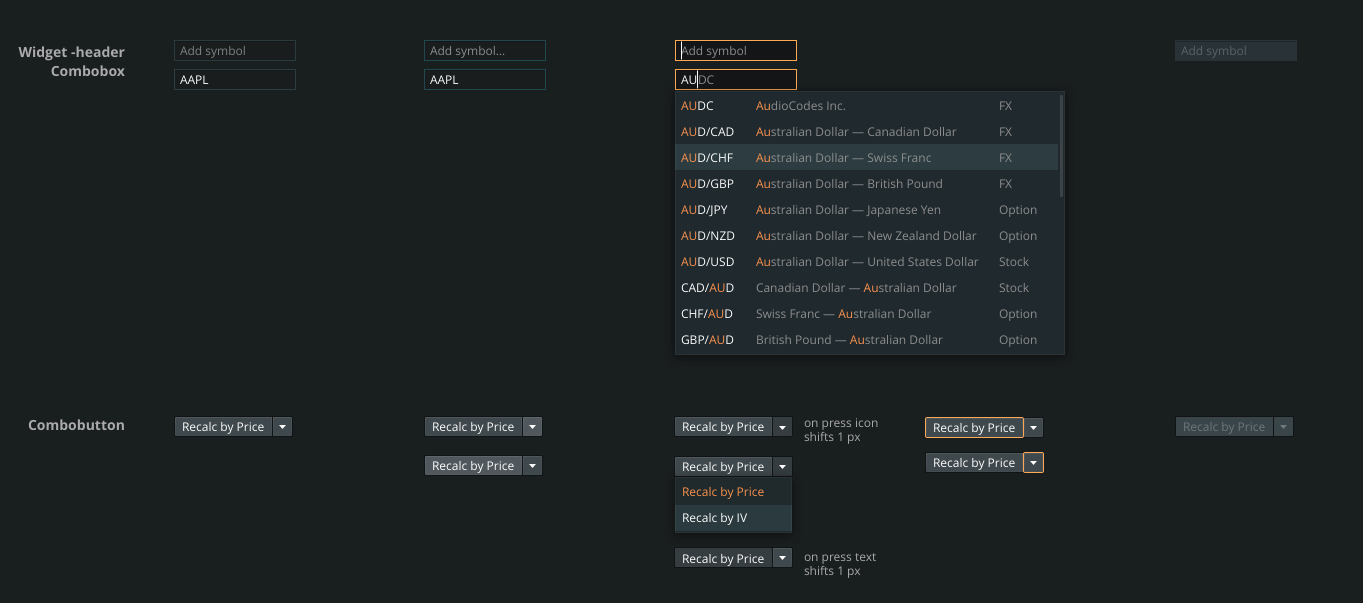 Widget -header
Combobox
Add symbol
Add symbol...
Add symbol
Add symbol
AAPL
AAPL
AUDC
AUDC AudioCodes Inc. FX
AUD/CAD Australian Dollar — Canadian Dollar FX
AUD/CHF Australian Dollar — Swiss Franc FX
AUD/GBP Australian Dollar — British Pound FX
AUD/JPY Australian Dollar — Japanese Yen Option
AUD/NZD Australian Dollar — New Zealand Dollar Option
AUD/USD Australian Dollar — United States Dollar Stock
CAD/AUD Canadian Dollar — Australian Dollar Stock
CHF/AUD Swiss Franc — Australian Dollar Option
GBP/AUD British Pound — Australian Dollar Option
Combobutton
Recalc by Price
Recalc by Price
Recalc by Price
on press icon
shifts 1 px
Recalc by Price
Recalc by Price
Recalc by Price
Recalc by Price
Recalc by Price
Recalc by Price
Recalc by IV
Recalc by Price
on press text
shifts 1 px